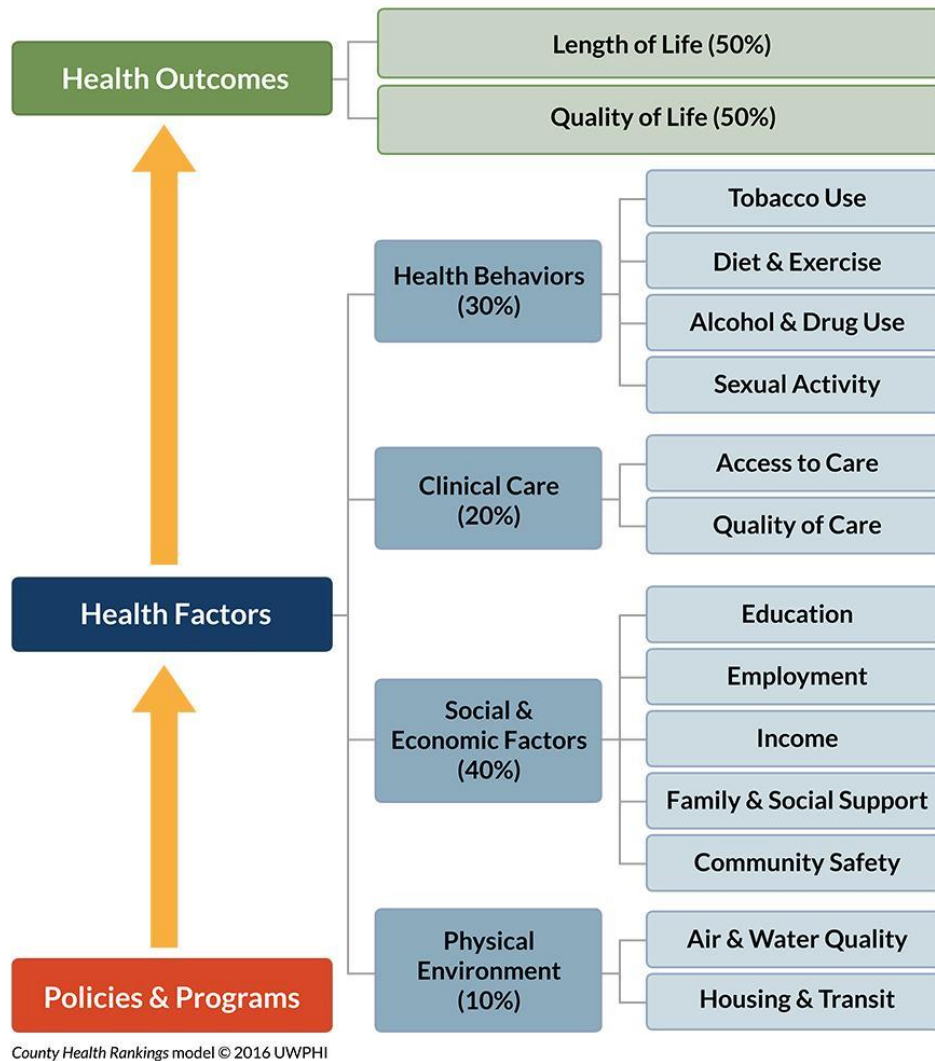 Health Outcomes
Length of Life (50%)
Quality of Life (50%)
Health Behaviors
(30%)
Tobacco Use
Diet & Exercise
Alcohol & Drug Use
Sexual Activity
Clinical Care
(20%)
Access to Care
Quality of Care
Health Factors
Social &
Economic Factors
(40%)
Education
Employment
Income
Family & Social Support
Community Safety
Physical
Environment
(10%)
Air & Water Quality
Housing & Transit
Policies & Programs
County Health Rankings model © 2016 UWPHI